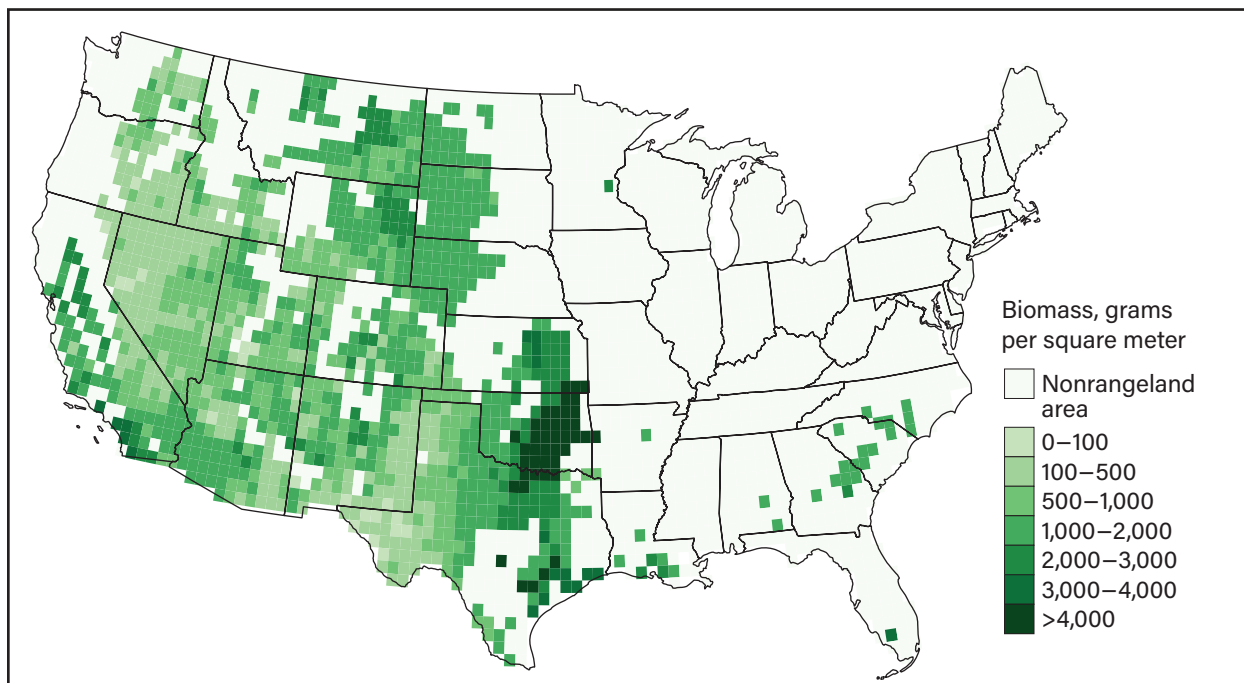 Biomass, grams
per square meter
Nonrangeland
area
0–100
100–500
500–1,000
1,000–2,000
2,000–3,000
3,000–4,000
>4,000